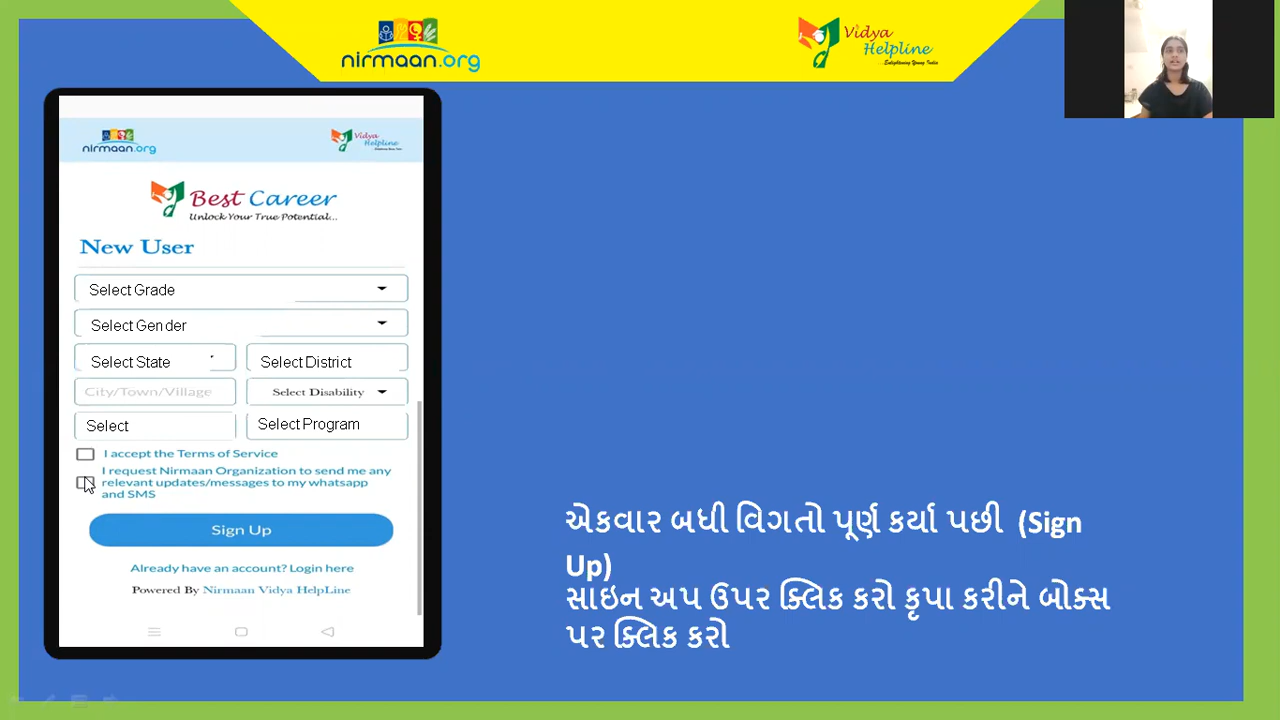 nirmaan.org
Vidya
Helpline
...Enlightening Young India
nirmaan.org
Vidya
Helpline
Best Career
Unlock Your True Potential...
New User
Select Grade
Select Gender
Select State
Select District
City/Town/Village
Select Disability
Select
Select Program
I accept the Terms of Service
I request Nirmaan Organization to send me any
relevant updates/messages to my whatsapp
and SMS
Sign Up
Already have an account? Login here
Powered By Nirmaan Vidya HelpLine
એકવાર બધી વિગતો પૂર્ણ કર્યા પછી (Sign
Up)
સાઇન અપ ઉપર ક્લિક કરો કૃપા કરીને બોક્સ
પર ક્લિક કરો